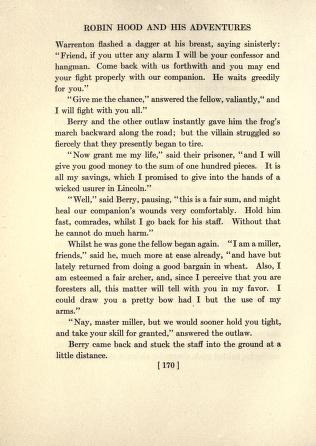 ROBIN HOOD AND HIS ADVENTURES
Warrenton flashed a dagger at his breast, saying sinisterly:
"Friend, if you utter any alarm I will be your confessor and
hangman. Come back with us forthwith and you may end
your fight properly with our companion. He waits greedily
for you."
"Give me the chance," answered the fellow, valiantly, "and
I will fight with you all."
Berry and the other outlaw instantly gave him the frog's
march backward along the road; but the villain struggled so
fiercely that they presently began to tire.
"Now grant me my life," said their prisoner, "and I will
give you good money to the sum of one hundred pieces. It is
all my savings, which I promised to give into the hands of a
wicked usurer in Lincoln."
"Well," said Berry, pausing, "this is a fair sum, and might
heal our companion's wounds very comfortably. Hold him
fast, comrades, whilst I go back for his staff. Without that
he cannot do much harm."
Whilst he was gone the fellow began again. "I am a miller,
friends," said he, much more at ease already, "and have but
lately returned from doing a good bargain in wheat. Also, I
am esteemed a fair archer, and, since I perceive that you are
foresters all, this matter will tell with you in my favor. I
could draw you a pretty bow had I but the use of my
arms."
"Nay, master miller, but we would sooner hold you tight,
and take your skill for granted," answered the outlaw.
Berry came back and stuck the staff into the ground at a
little distance.
[ 170 ]